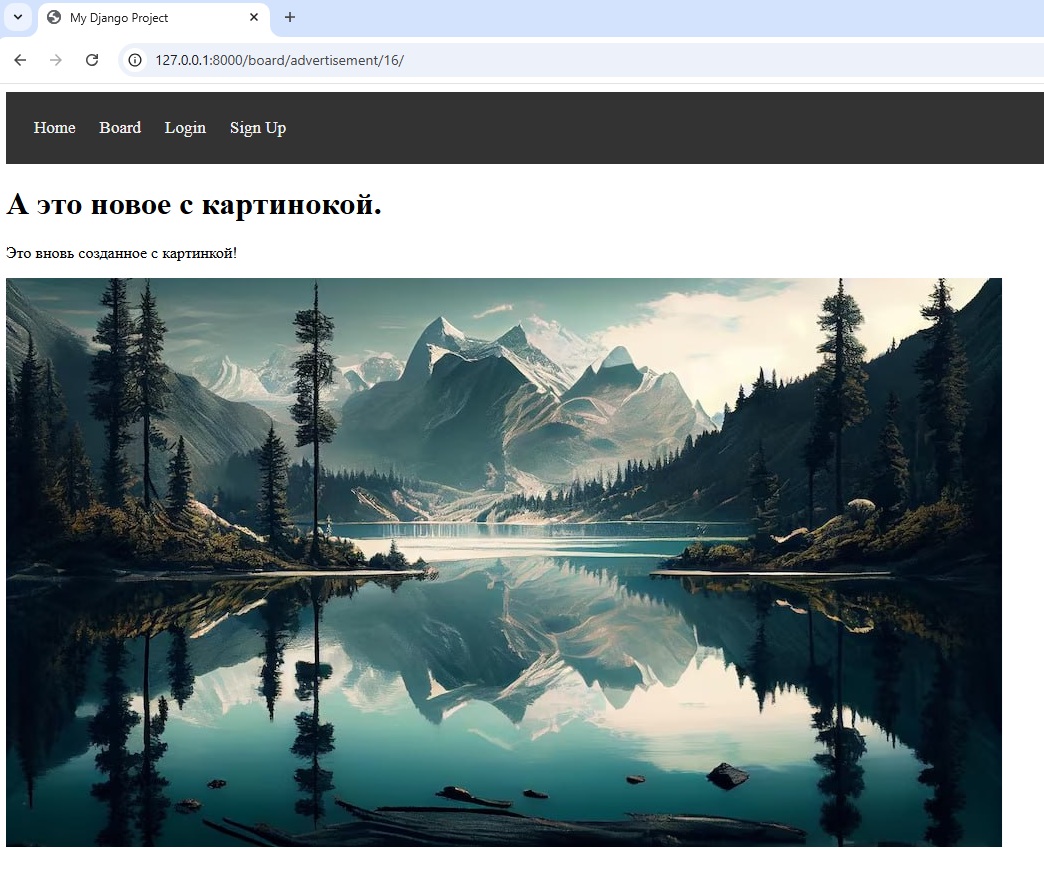 My Django Project
127.0.0.1:8000/board/advertisement/16/
Home Board Login Sign Up
А это новое с картинокой.
Это вновь созданное с картинкой!